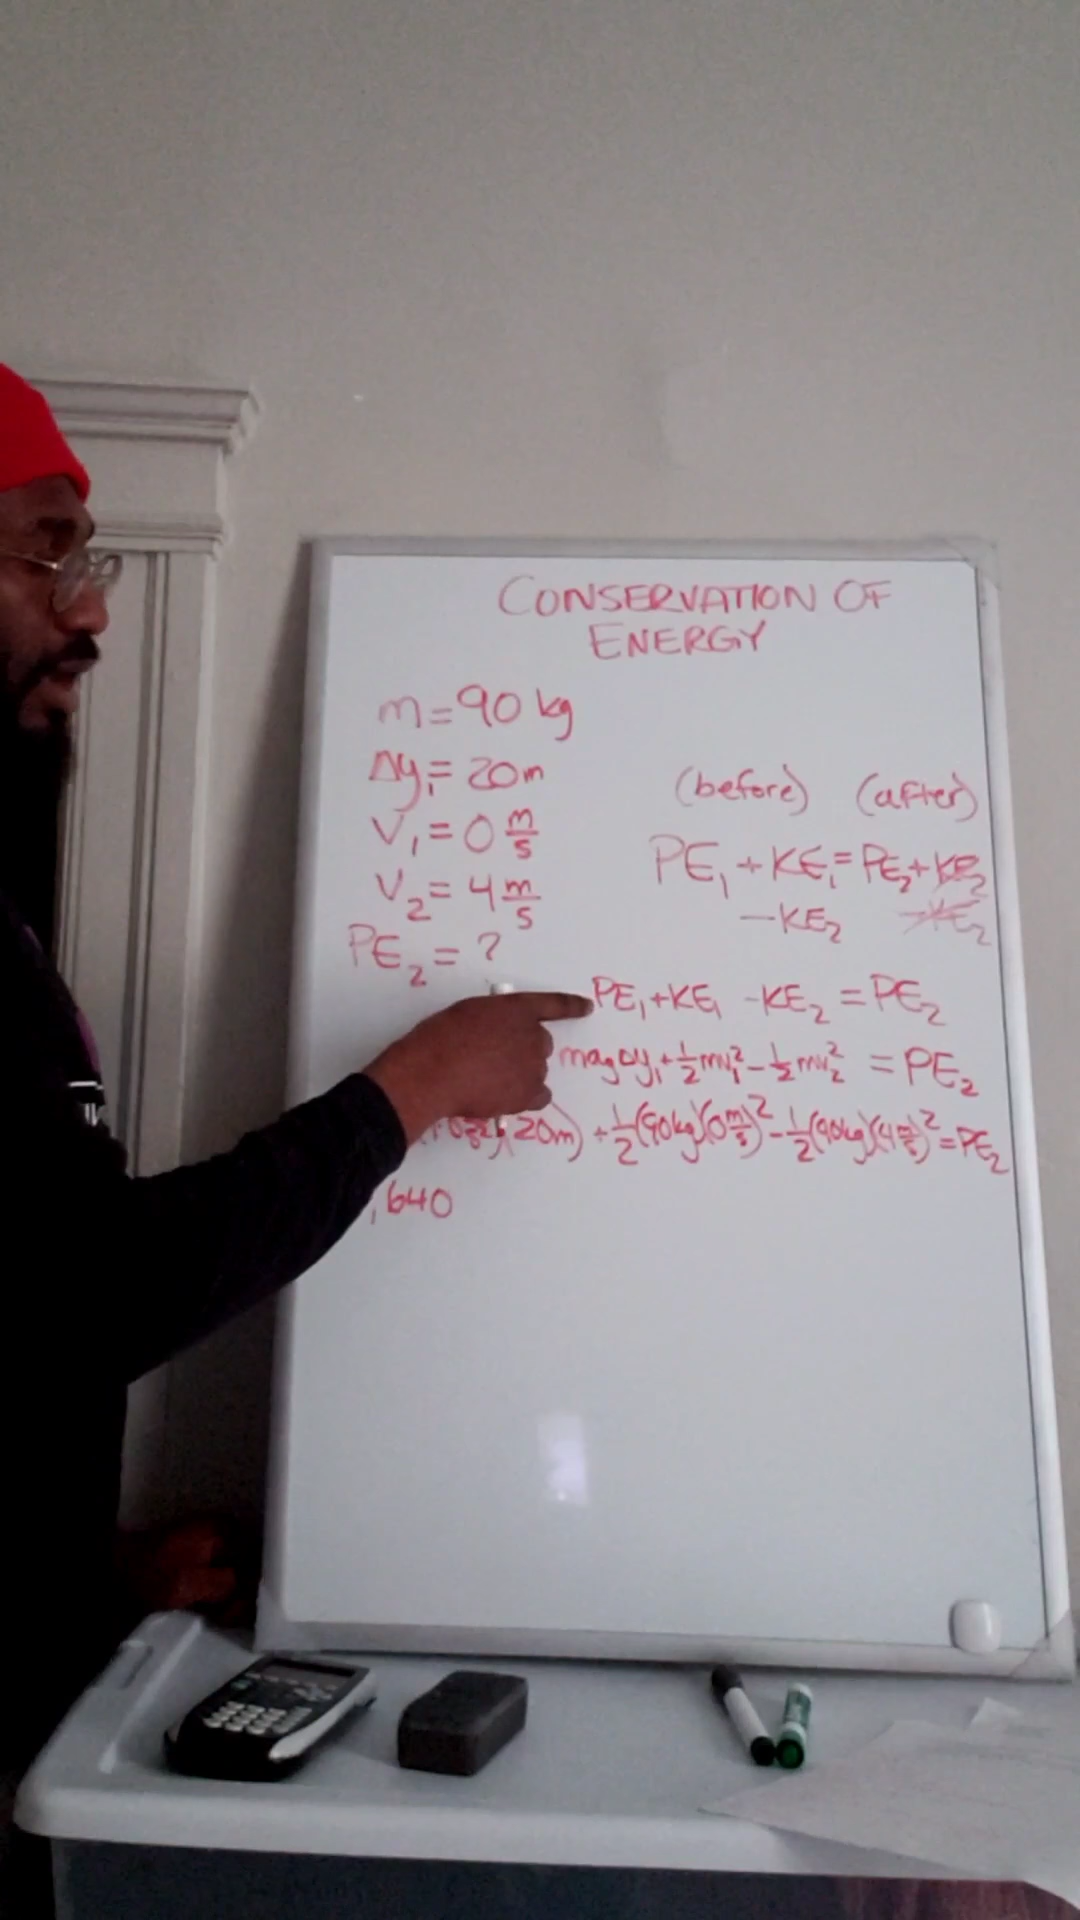 CONSERVATION OF
ENERGY
m = 90 kg
Δy₁ = 20m
V₁ = 0 m/s
V₂ = 4 m/s
PE₂ = ?
(before) (after)
PE₁ + KE₁ = PE₂ + KE₂
-KE₂ -KE₂
PE₁ + KE₁ - KE₂ = PE₂
magΔy₁ + ½mv₁² - ½mv₂² = PE₂
(20m) + ½(90kg)(0 m/s)² - ½(90kg)(4 m/s)² = PE₂
,640